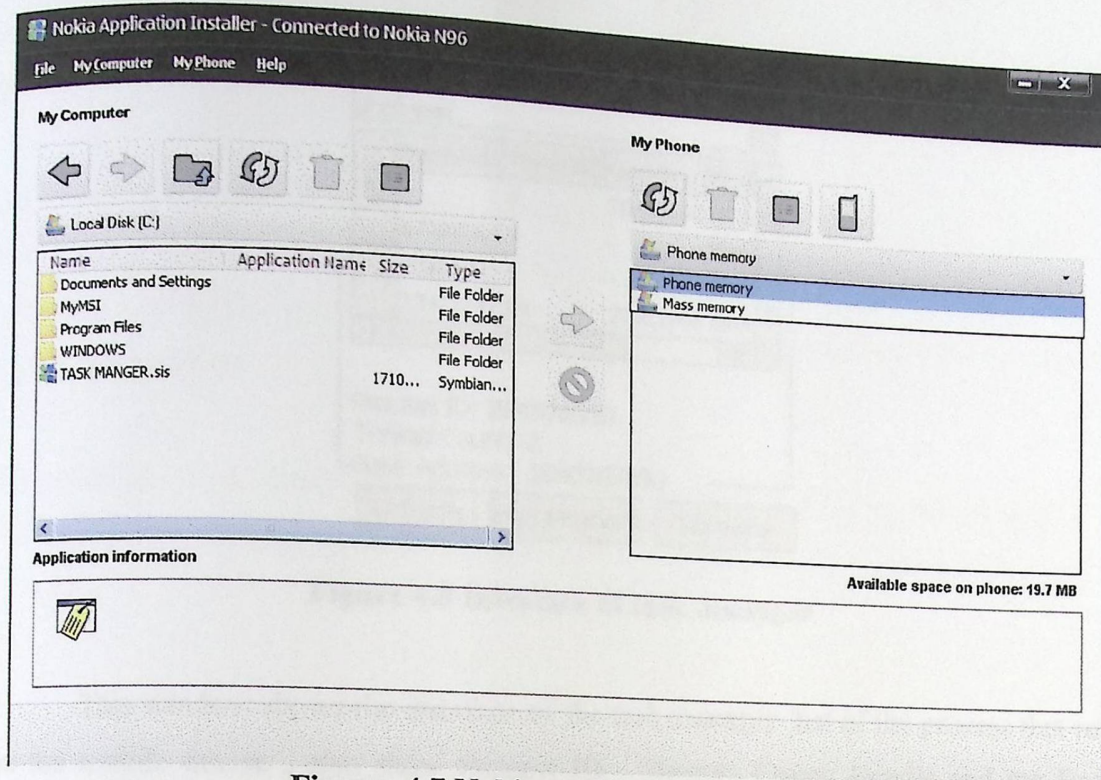 Nokia Application Installer - Connected to Nokia N96
File My Computer My Phone Help
My Computer
Local Disk (C:)
Name Application Name Size Type
Documents and Settings File Folder
MyMSI File Folder
Program Files File Folder
WINDOWS File Folder
TASK MANGER.sis 1710... Symbian...
Application information
My Phone
Phone memory
Phone memory
Mass memory
Available space on phone: 19.7 MB